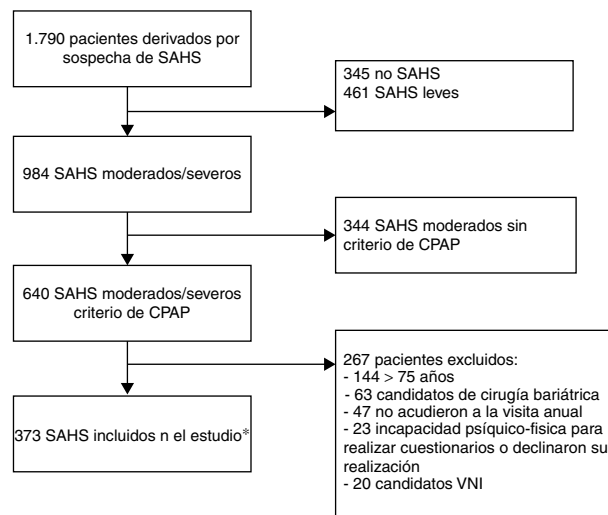 1.790 pacientes derivados por
sospecha de SAHS
345 no SAHS
461 SAHS leves
984 SAHS moderados/severos
344 SAHS moderados sin
criterio de CPAP
640 SAHS moderados/severos
criterio de CPAP
267 pacientes excluidos:
- 144 > 75 años
- 63 candidatos de cirugía bariátrica
- 47 no acudieron a la visita anual
- 23 incapacidad psíquico-fisica para
realizar cuestionarios o declinaron su
realización
- 20 candidatos VNI
373 SAHS incluidos n el estudio*